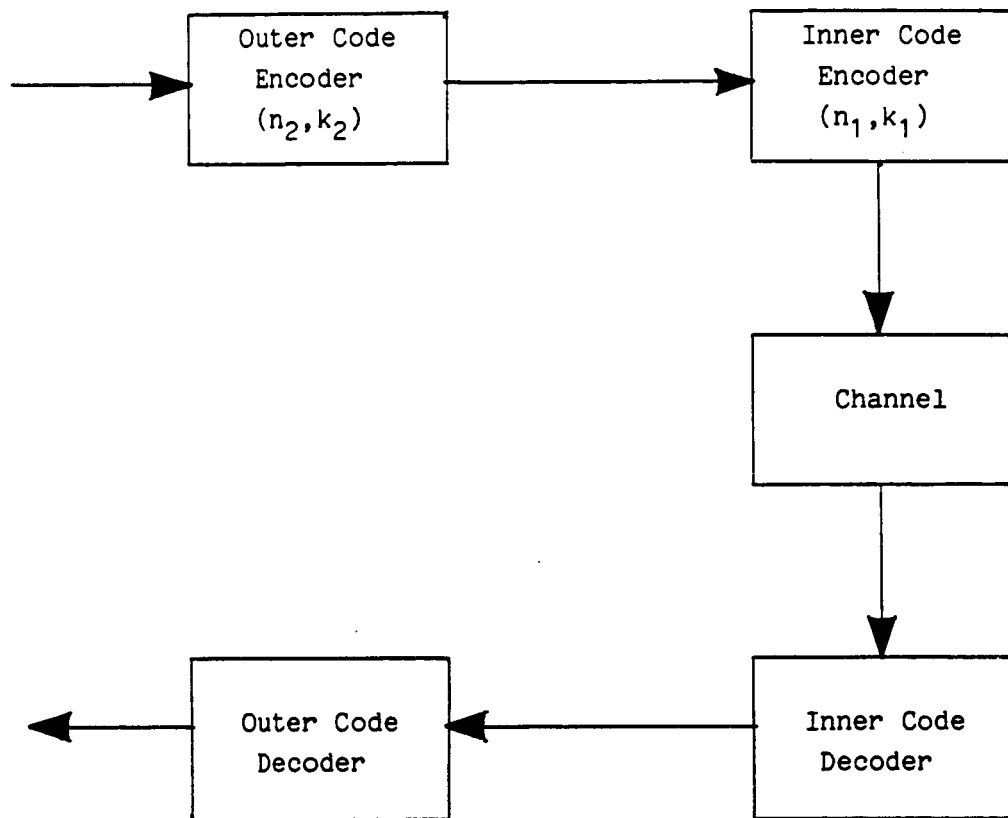 Outer Code
Encoder
(n₂,k₂)
Inner Code
Encoder
(n₁,k₁)
Channel
Outer Code
Decoder
Inner Code
Decoder